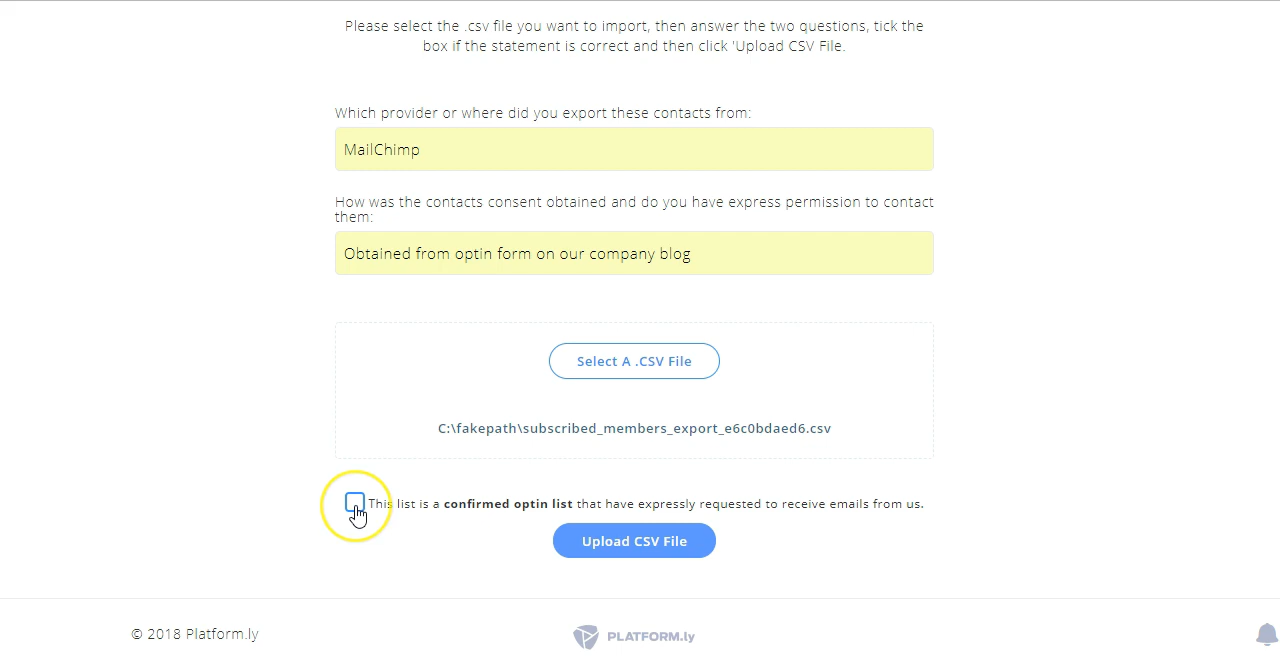 Please select the .csv file you want to import, then answer the two questions, tick the
box if the statement is correct and then click 'Upload CSV File.
Which provider or where did you export these contacts from:
MailChimp
How was the contacts consent obtained and do you have express permission to contact
them:
Obtained from optin form on our company blog
Select A .CSV File
C:\fakepath\subscribed_members_export_e6c0bdaed6.csv
This list is a confirmed optin list that have expressly requested to receive emails from us.
Upload CSV File
© 2018 Platform.ly
PLATFORM.ly